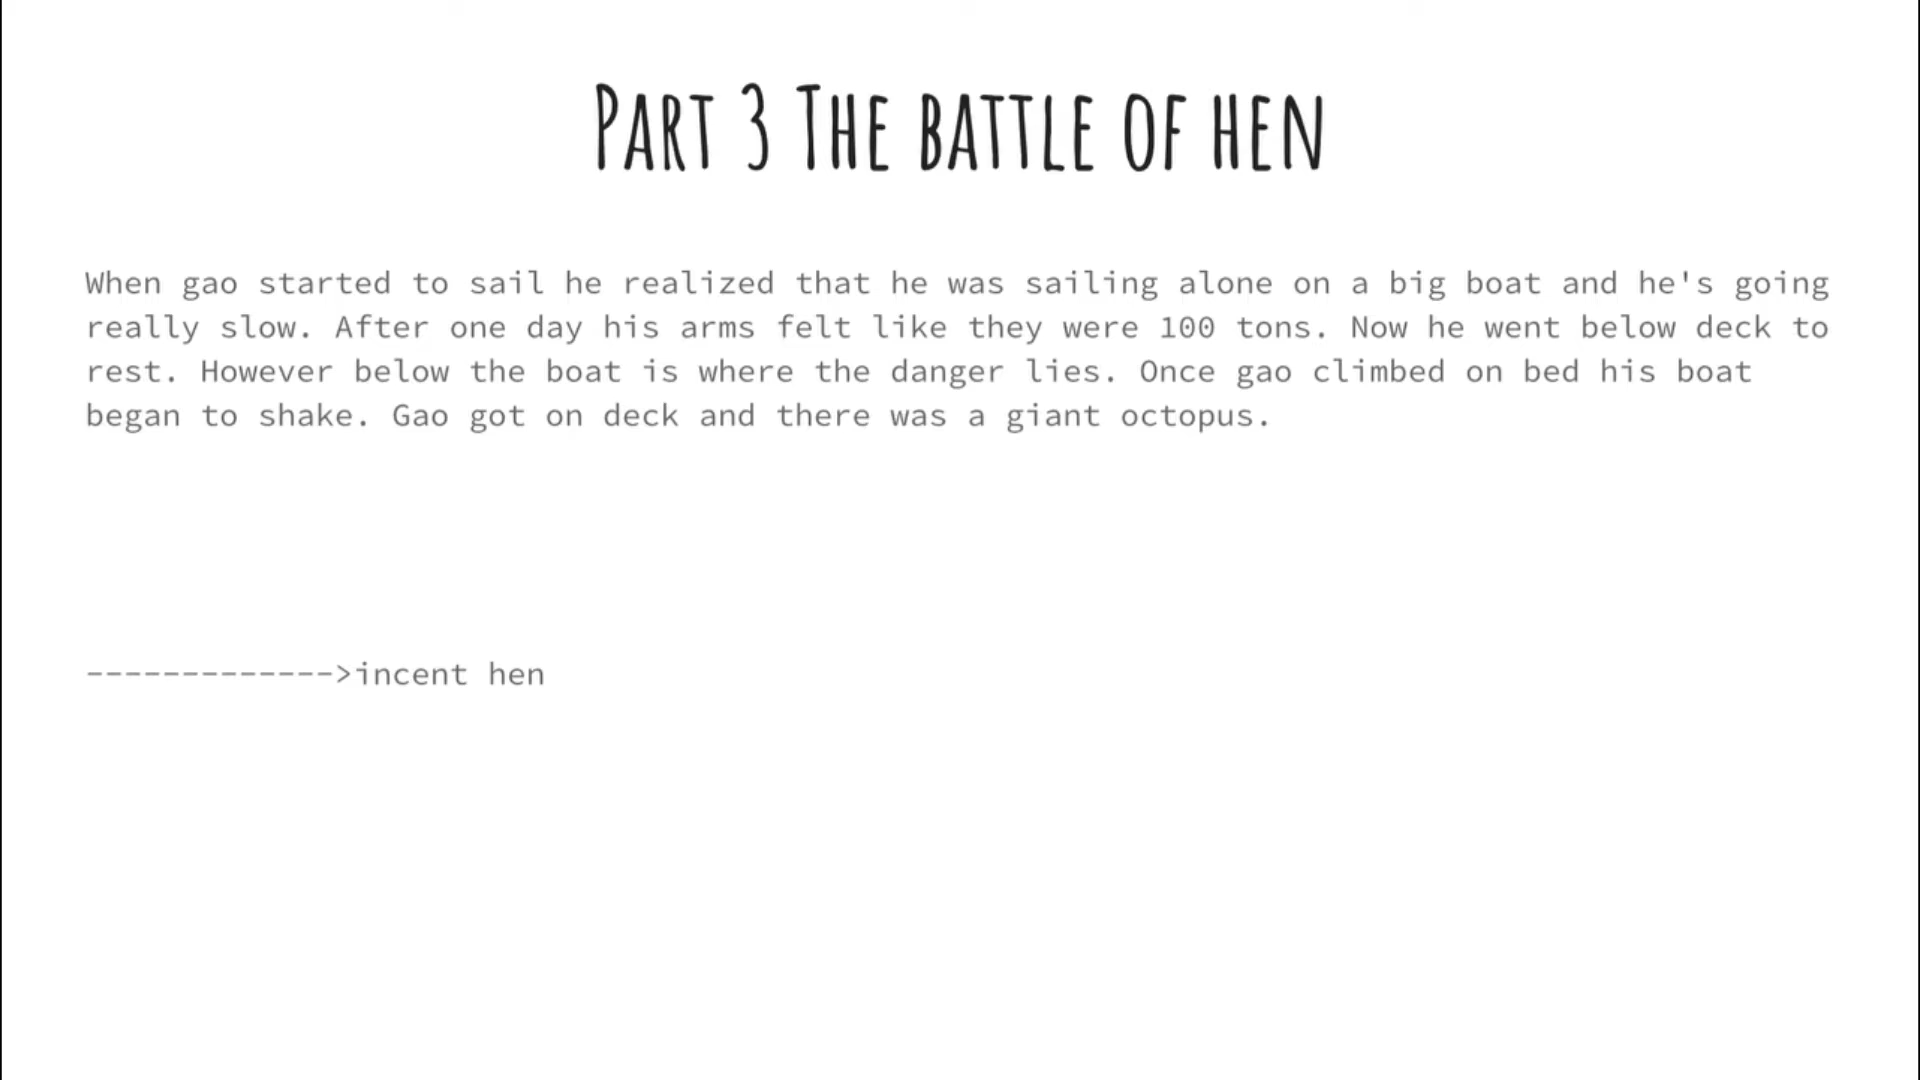 Part 3 The battle of hen
When gao started to sail he realized that he was sailing alone on a big boat and he's going
really slow. After one day his arms felt like they were 100 tons. Now he went below deck to
rest. However below the boat is where the danger lies. Once gao climbed on bed his boat
began to shake. Gao got on deck and there was a giant octopus.
------------->incent hen